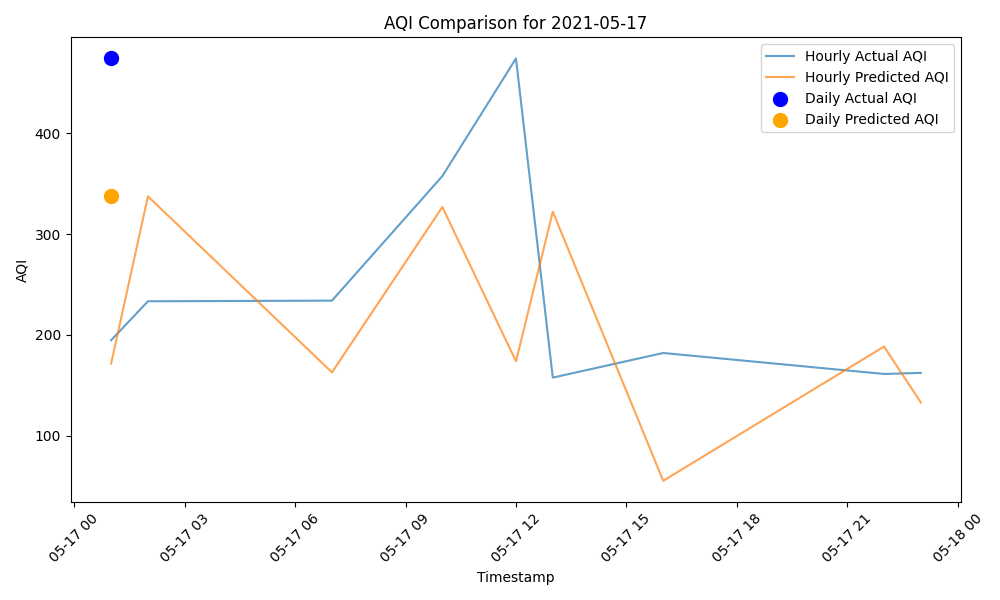 AQI Comparison for 2021-05-17
Hourly Actual AQI
Hourly Predicted AQI
Daily Actual AQI
Daily Predicted AQI
AQI
400
300
200
100
05-17 00
05-17 03
05-17 06
05-17 09
05-17 12
05-17 15
05-17 18
05-17 21
05-18 00
Timestamp